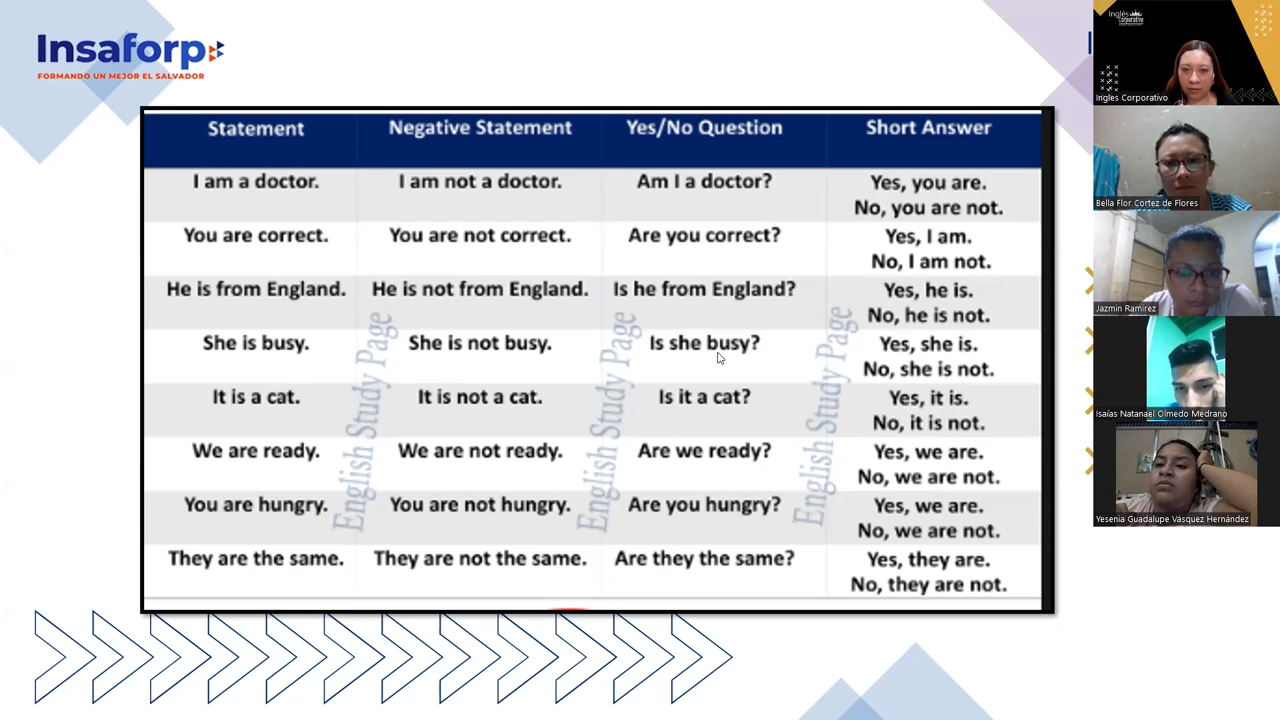 Insaforp
FORMANDO UN MEJOR EL SALVADOR
Statement Negative Statement Yes/No Question Short Answer
I am a doctor. I am not a doctor. Am I a doctor? Yes, you are.
No, you are not.
You are correct. You are not correct. Are you correct? Yes, I am.
No, I am not.
He is from England. He is not from England. Is he from England? Yes, he is.
No, he is not.
She is busy. She is not busy. Is she busy? Yes, she is.
No, she is not.
It is a cat. It is not a cat. Is it a cat? Yes, it is.
No, it is not.
We are ready. We are not ready. Are we ready? Yes, we are.
No, we are not.
You are hungry. You are not hungry. Are you hungry? Yes, we are.
No, we are not.
They are the same. They are not the same. Are they the same? Yes, they are.
No, they are not.
English Study Page
English Study Page
English Study Page
Inglés
Corporativo
Ingles Corporativo
Bella Flor Cortez de Flores
Jazmin Ramirez
Isaías Natanael Olmedo Medrano
Yesenia Guadalupe Vásquez Hernández